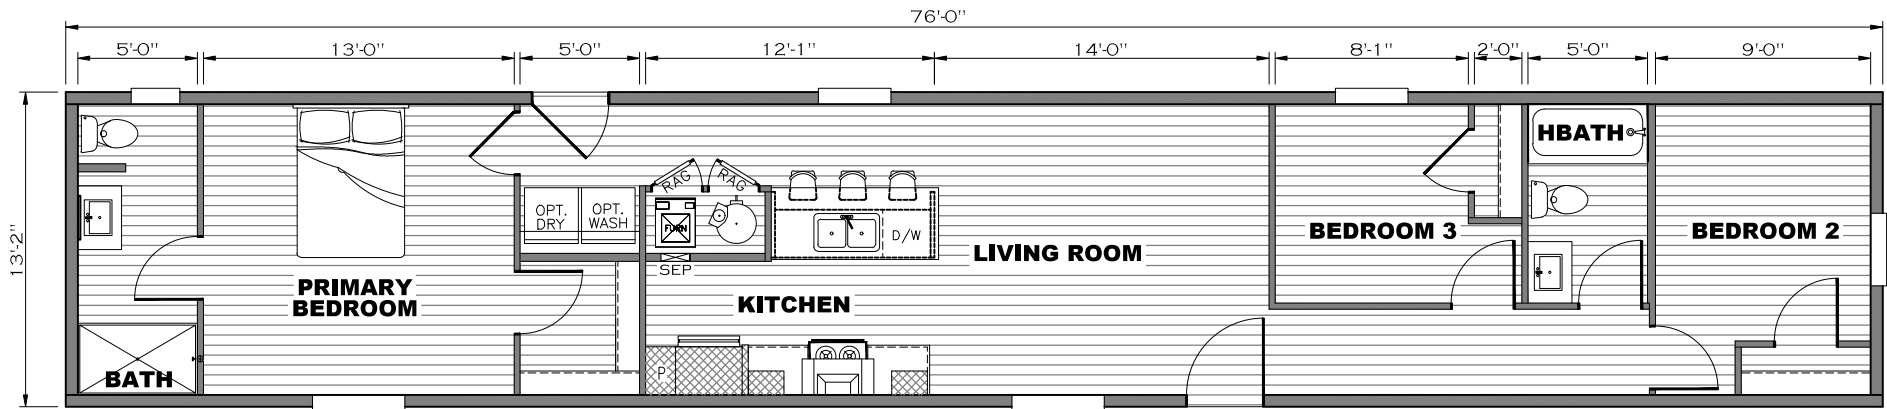 76'-0"
5'-0"
13'-0"
5'-0"
12'-1"
14'-0"
8'-1"
2'-0"
5'-0"
9'-0"
13'-2"
HBATH
RAG
RAG
OPT.
DRY
OPT.
WASH
FURN
D/W
SEP
LIVING ROOM
BEDROOM 3
BEDROOM 2
PRIMARY
BEDROOM
KITCHEN
P
BATH